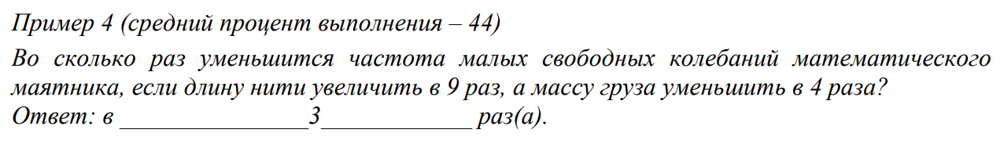 Пример 4 (средний процент выполнения – 44)
Во сколько раз уменьшится частота малых свободных колебаний математического
маятника, если длину нити увеличить в 9 раз, а массу груза уменьшить в 4 раза?
Ответ: в ________________3_____________ раз(а).